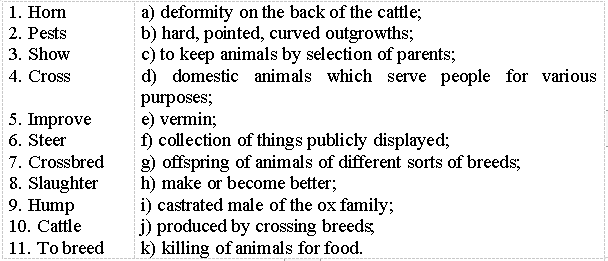 1. Horn a) deformity on the back of the cattle;
2. Pests b) hard, pointed, curved outgrowths;
3. Show c) to keep animals by selection of parents;
4. Cross d) domestic animals which serve people for various
purposes;
5. Improve e) vermin;
6. Steer f) collection of things publicly displayed;
7. Crossbred g) offspring of animals of different sorts of breeds;
8. Slaughter h) make or become better;
9. Hump i) castrated male of the ox family;
10. Cattle j) produced by crossing breeds;
11. To breed k) killing of animals for food.